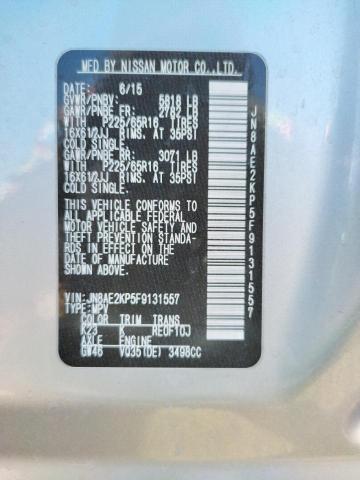 MFD BY NISSAN MOTOR CO.,LTD.
DATE: 6/15
GVWR/PNBV: 5618 LB
GAWR/PNBE FR: 2782 LB
WITH P225/65R16 TIRES
16X61/2JJ RIMS, AT 35PSI
COLD SINGLE.
GAWR/PNBE RR: 3071 LB
WITH P225/65R16 TIRES
16X61/2JJ RIMS, AT 35PSI
COLD SINGLE.
THIS VEHICLE CONFORMS TO
ALL APPLICABLE FEDERAL
MOTOR VEHICLE SAFETY AND
THEFT PREVENTION STANDA-
RDS IN EFFECT ON THE
DATE OF MANUFACTURE
SHOWN ABOVE.
VIN:JN8AE2KP5F9131557
TYPE:MPV
COLOR TRIM TRANS
K23 K RE0F10J
AXLE ENGINE
GW46 VQ35(DE) 3498CC
JN8AE2KP5F9131557